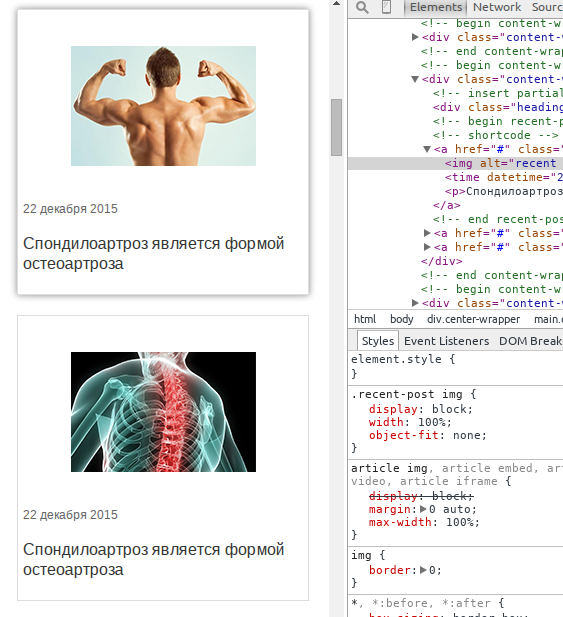 22 декабря 2015
Спондилоартроз является формой
остеоартроза
22 декабря 2015
Спондилоартроз является формой
остеоартроза
Elements Network Sourc
<!-- begin content-w
<div class="content-
<!-- end content-wrap
<div class="content-
<!-- insert partial
<div class="heading
<!-- begin recent-p
<!-- shortcode -->
<a href="#" class="
<img alt="recent
<time datetime="2
<p>Спондилоартроз
</a>
<!-- end recent-pos
<a href="#" class="
<a href="#" class="
</div>
<!-- end content-wrap
<!-- begin content-w
<div class="content-w
html body div.center-wrapper main.c
Styles Event Listeners DOM Break
element.style {
}
.recent-post img {
display: block;
width: 100%;
object-fit: none;
}
article img, article embed, art
video, article iframe {
display: block;
margin: 0 auto;
max-width: 100%;
}
img {
border: 0;
}
*, *:before, *:after {
box-sizing: border-box;